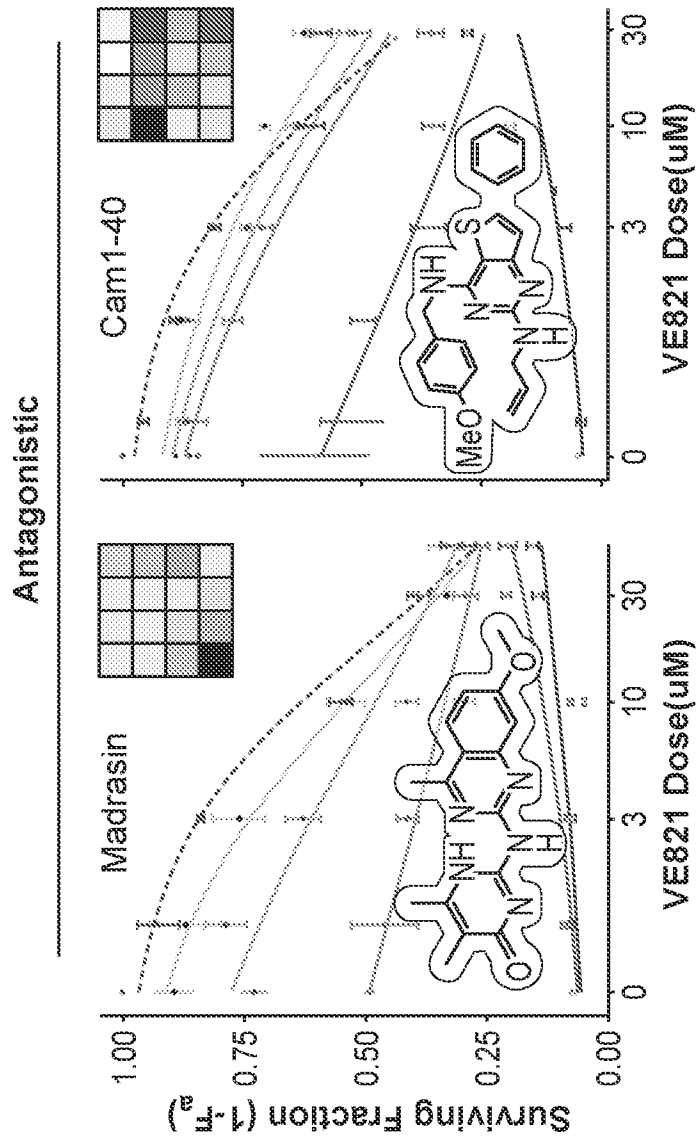 Antagonistic
Madrasin
Cam1-40
Surviving Fraction (1-Fa)
1.00
0.75
0.50
0.25
0.00
0
3
10
30
VE821 Dose(uM)
0
3
10
30
VE821 Dose(uM)
O
NH
N
N
H
N
N
O
MeO
NH
S
N
N
N
H